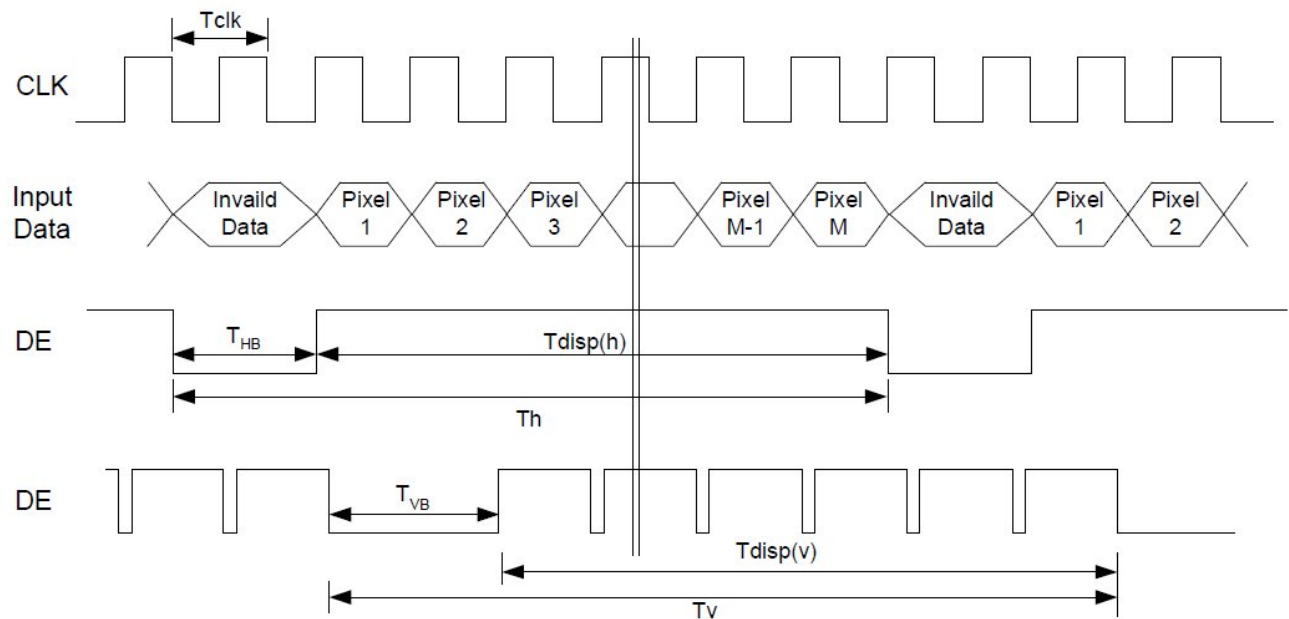 Tclk
CLK
Input
Data
Invaild
Data
Pixel
1
Pixel
2
Pixel
3
Pixel
M-1
Pixel
M
Invaild
Data
Pixel
1
Pixel
2
DE
THB
Tdisp(h)
Th
DE
TVB
Tdisp(v)
Tv